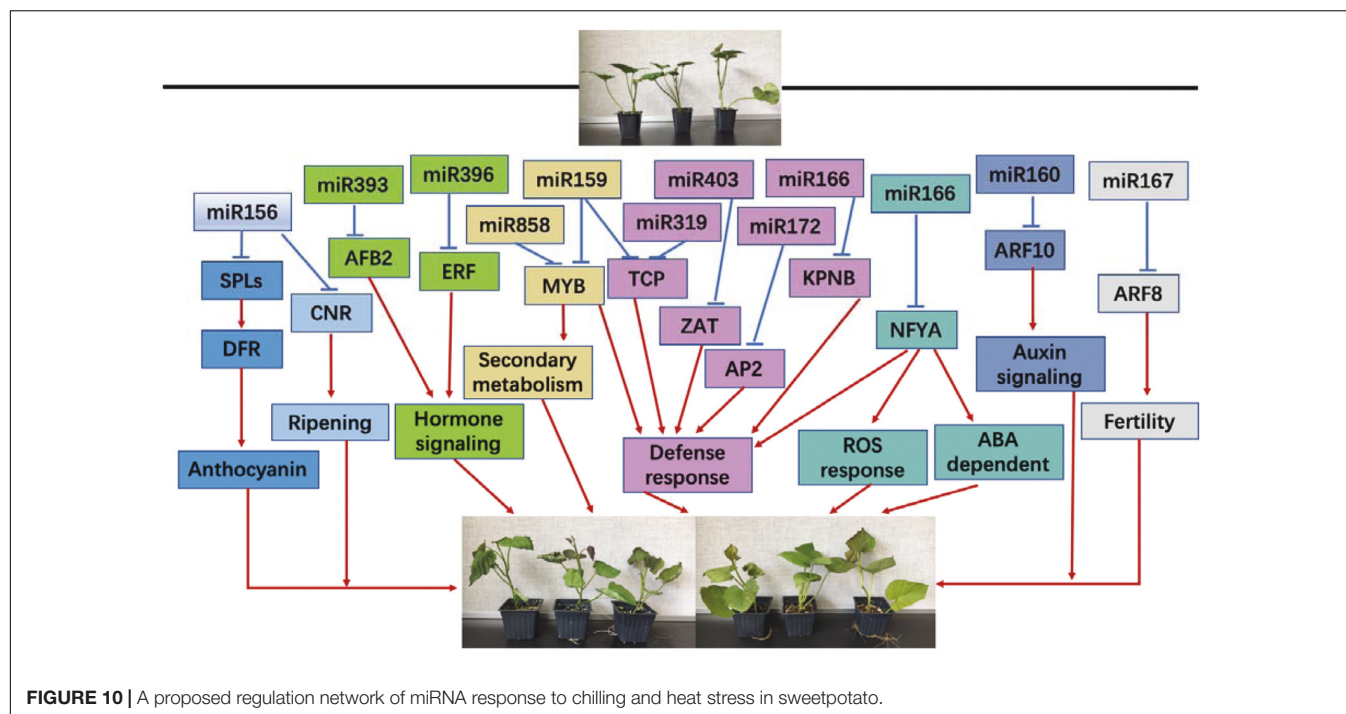 miR156
miR393
miR396
miR858
miR159
miR319
miR403
miR172
miR166
miR166
miR160
miR167
SPLs
CNR
AFB2
ERF
MYB
TCP
ZAT
AP2
KPNB
NFYA
ARF10
ARF8
DFR
Secondary
metabolism
Auxin
signaling
Anthocyanin
Ripening
Hormone
signaling
Defense
response
ROS
response
ABA
dependent
Fertility
FIGURE 10 | A proposed regulation network of miRNA response to chilling and heat stress in sweetpotato.